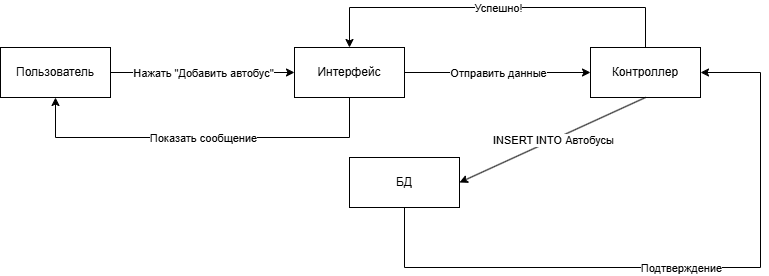 Успешно!
Пользователь
Нажать "Добавить автобус"
Интерфейс
Отправить данные
Контроллер
Показать сообщение
INSERT INTO Автобусы
БД
Подтверждение